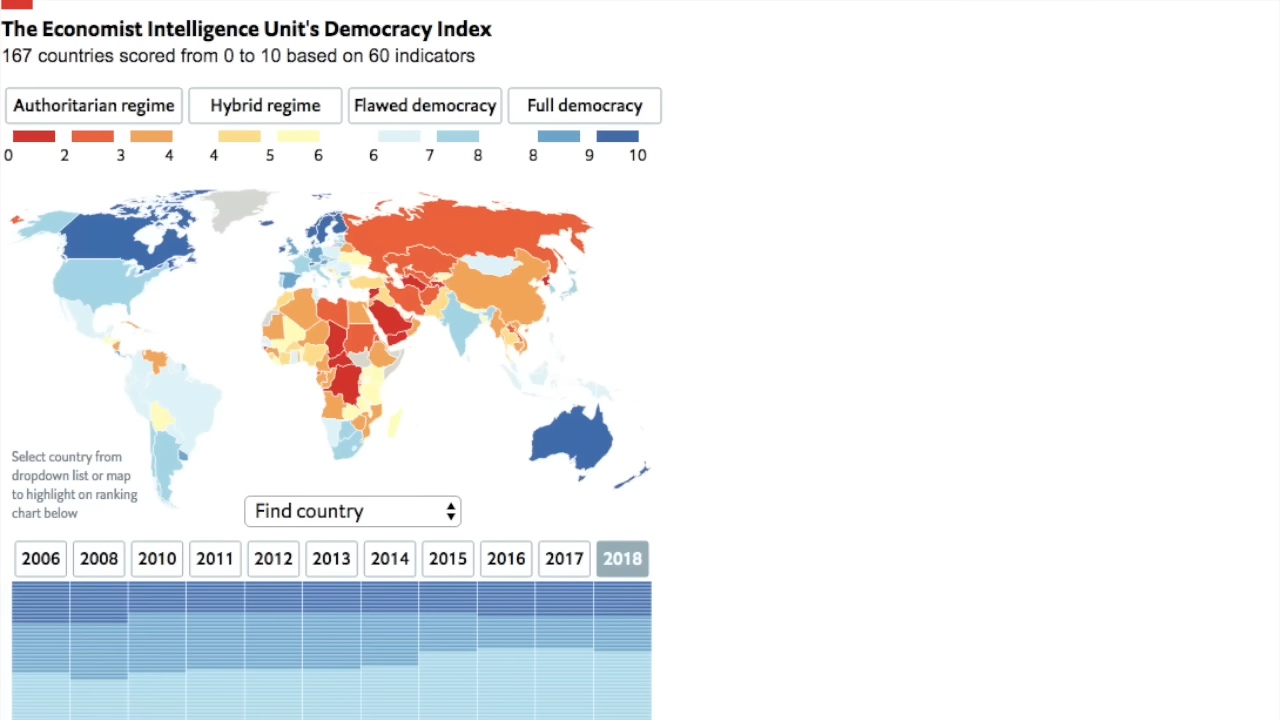 The Economist Intelligence Unit's Democracy Index
167 countries scored from 0 to 10 based on 60 indicators
Authoritarian regime Hybrid regime Flawed democracy Full democracy
0 2 3 4 4 5 6 6 7 8 8 9 10
Select country from
dropdown list or map
to highlight on ranking
chart below
Find country
2006 2008 2010 2011 2012 2013 2014 2015 2016 2017 2018